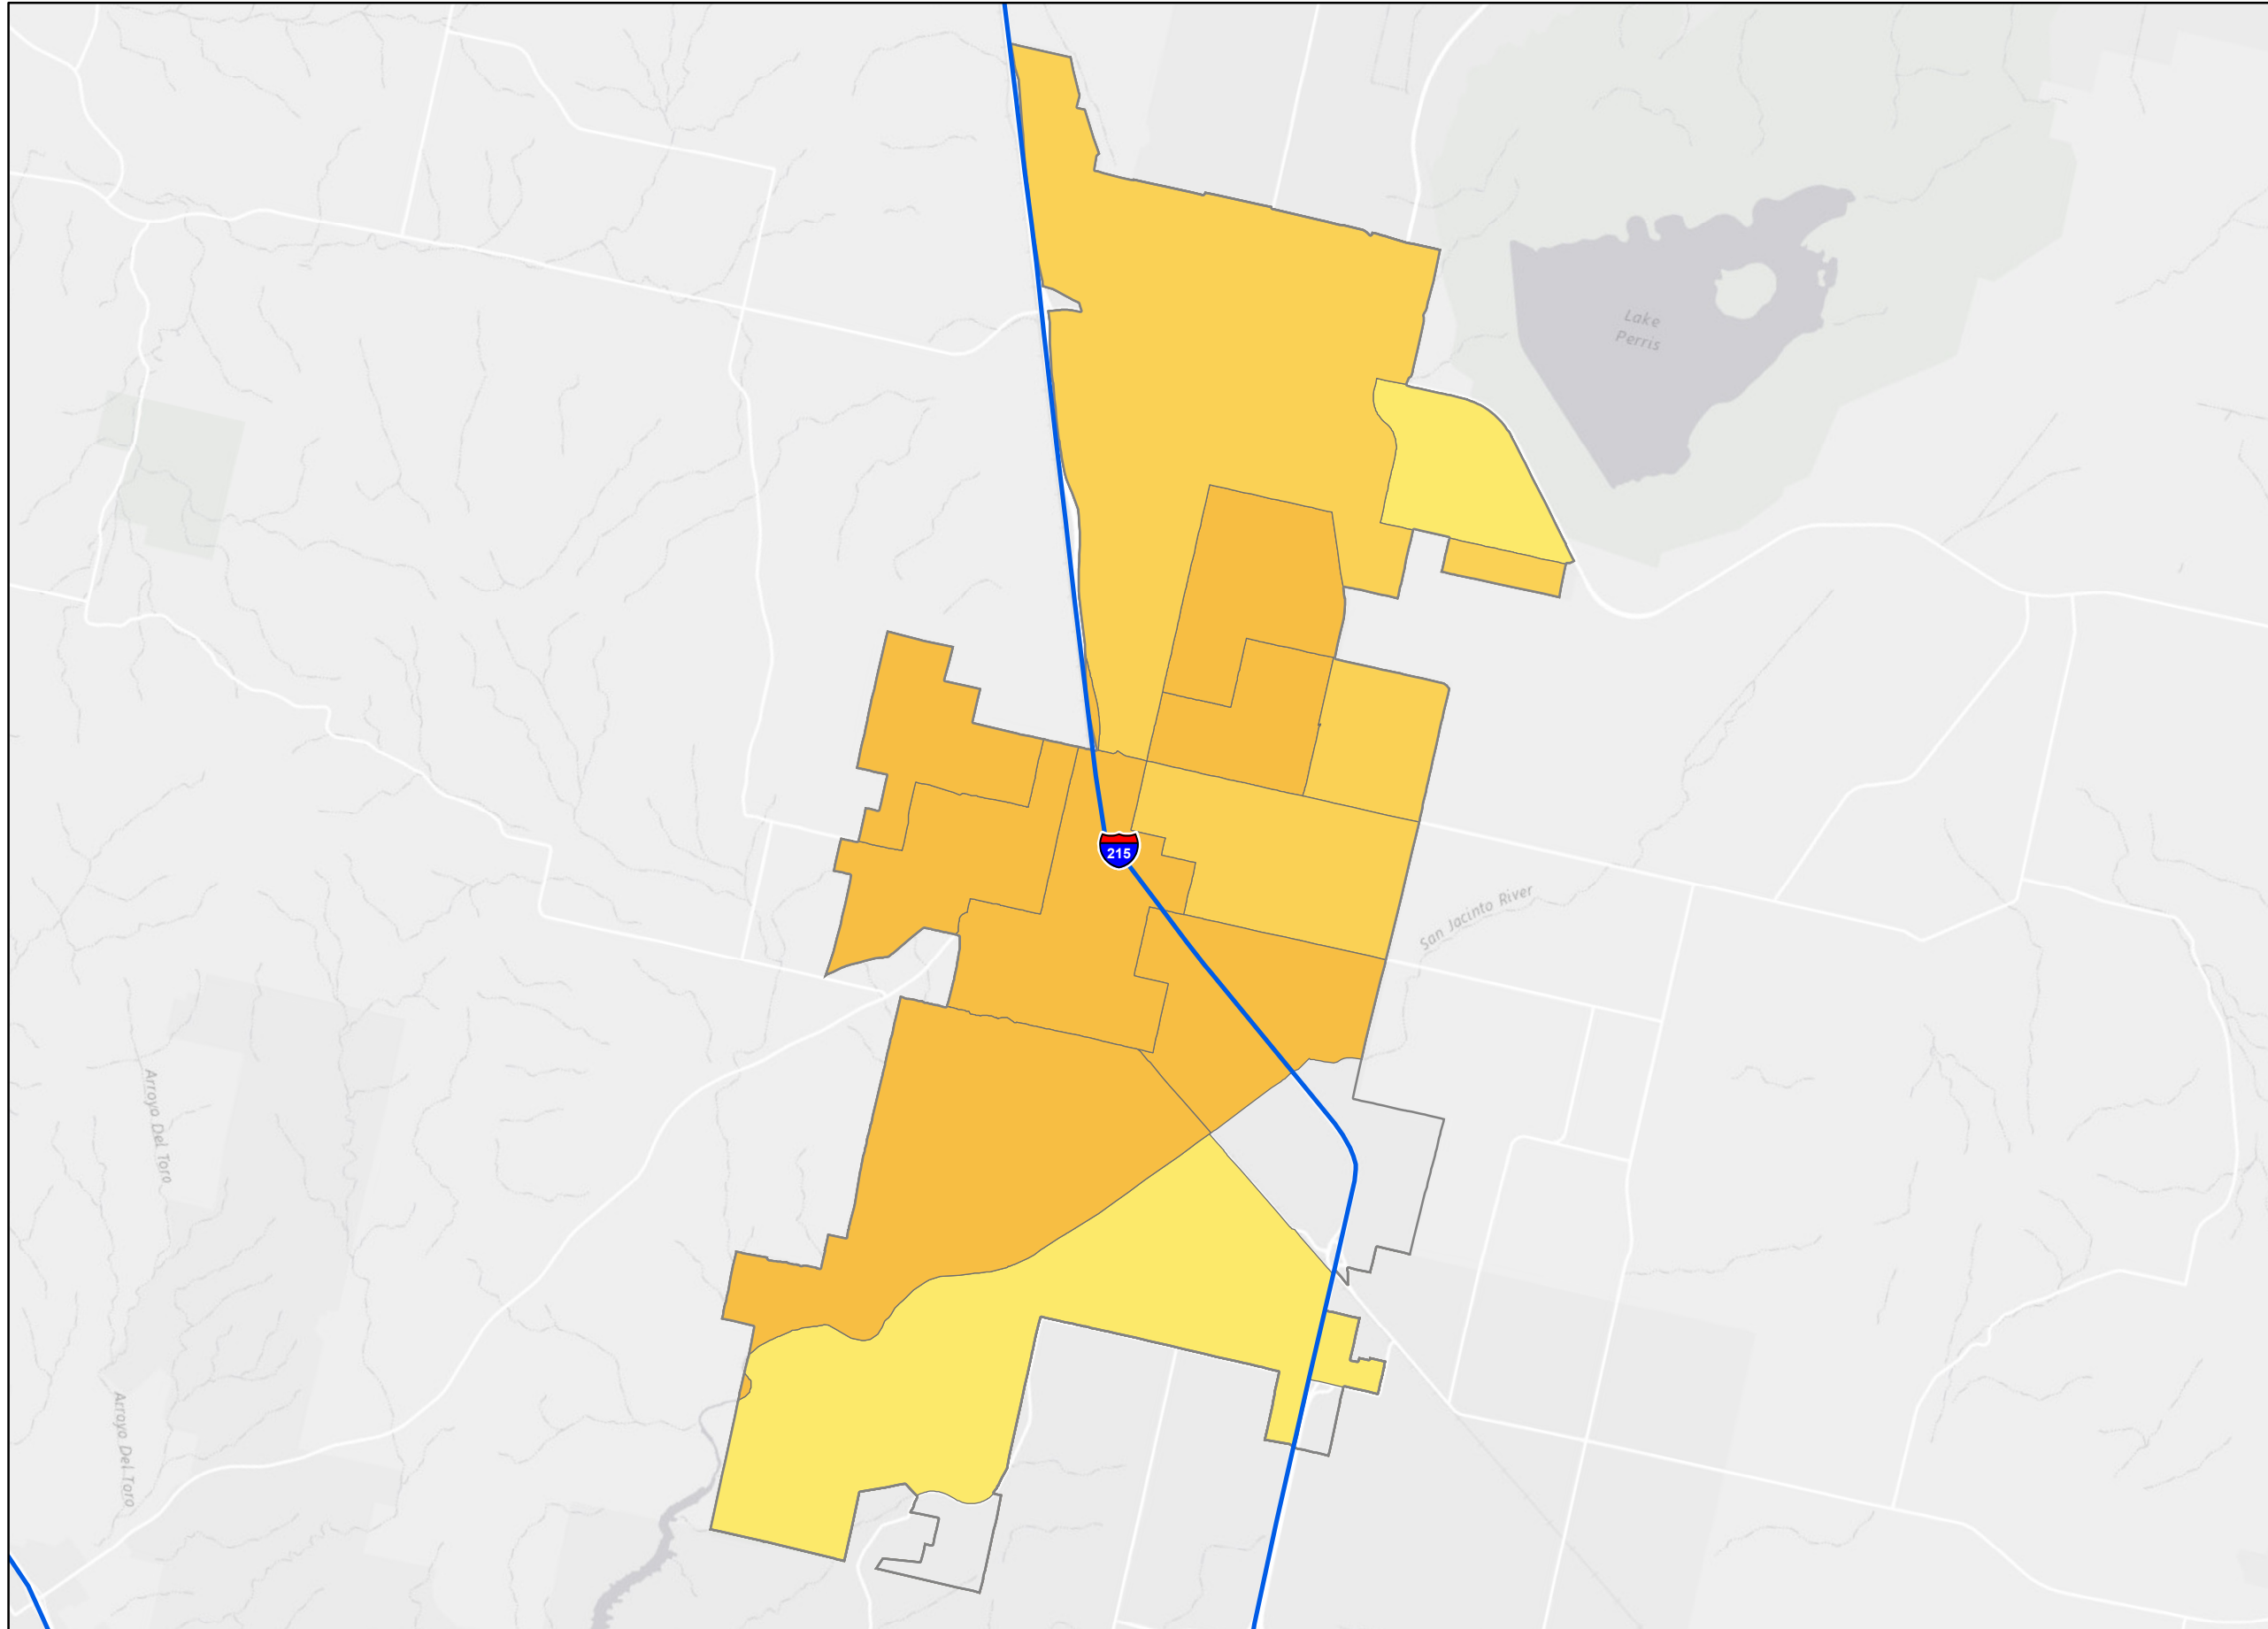 Lake
Perris
215
San Jacinto River
Arroyo Del Toro
Arroyo Del Toro